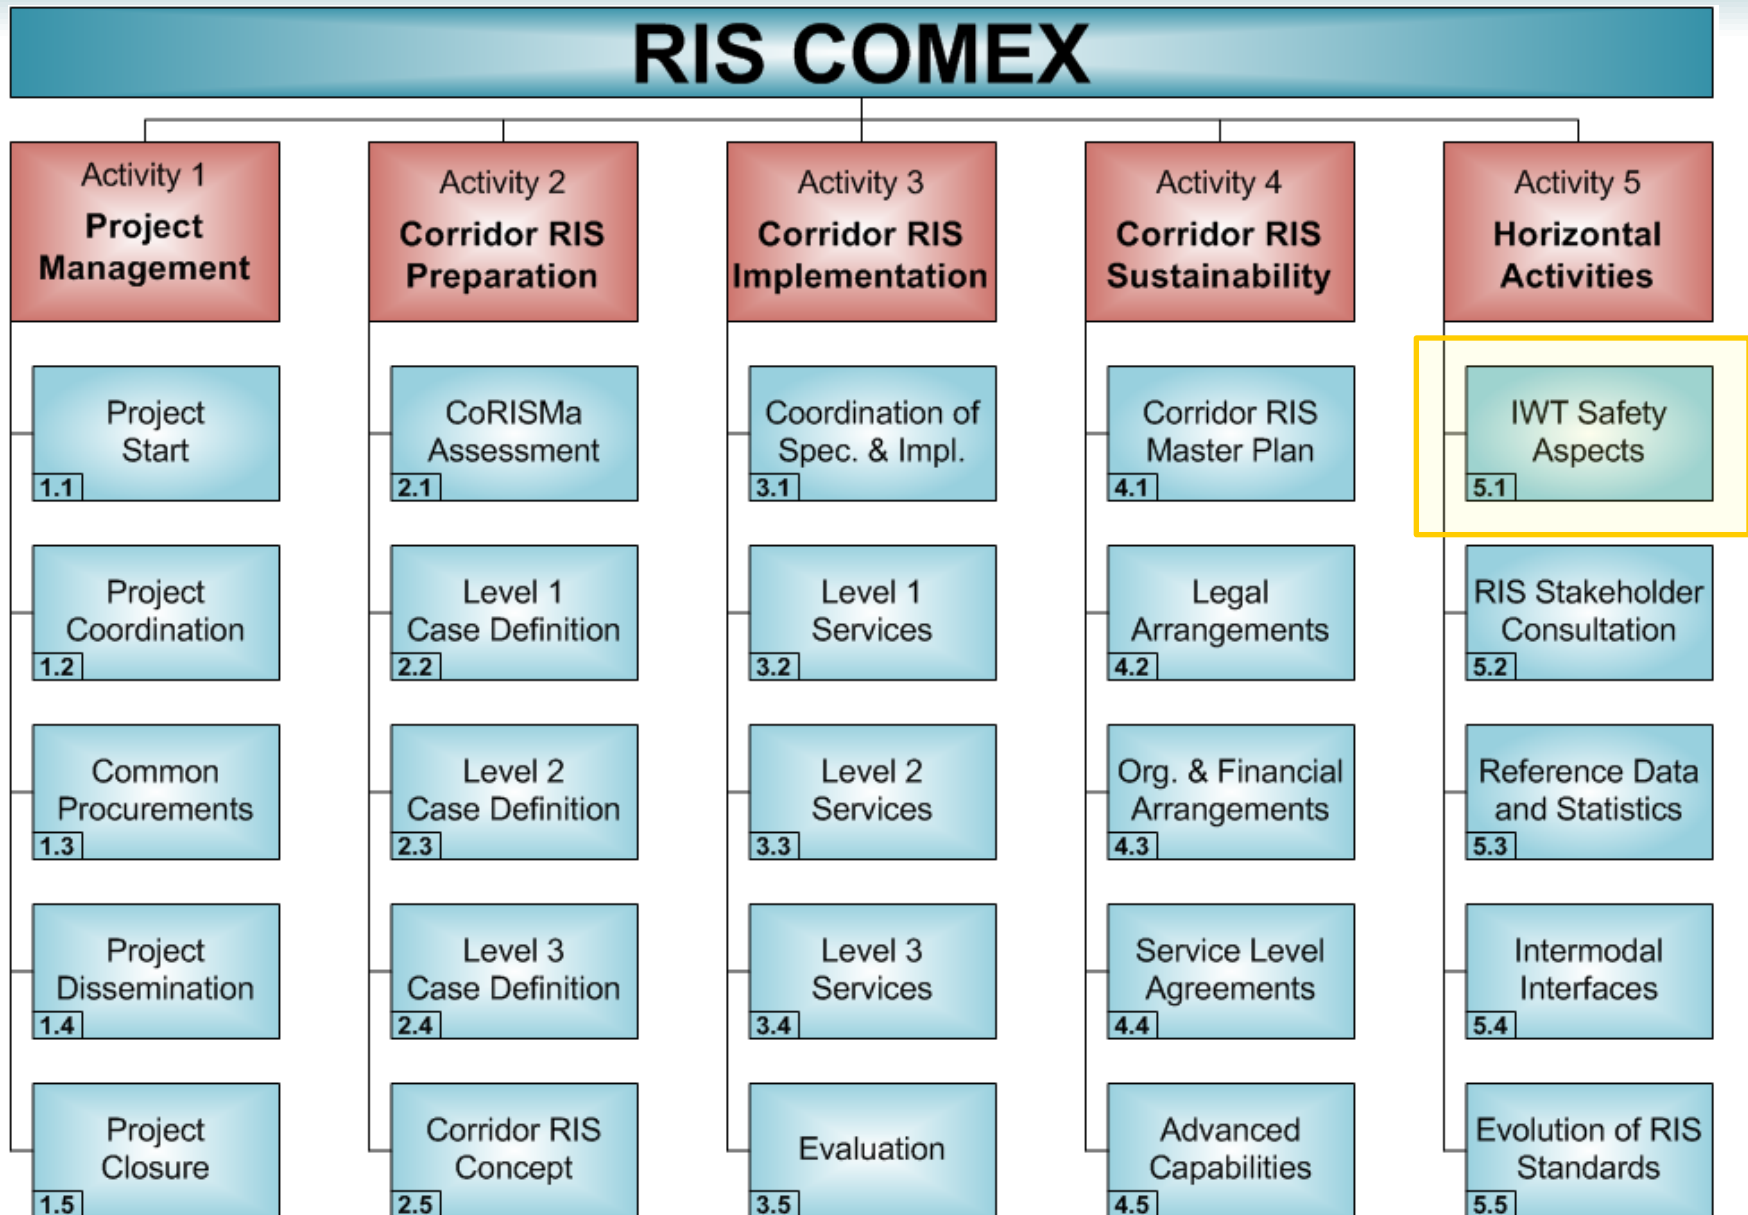 RIS COMEX
Activity 1
Project
Management
Activity 2
Corridor RIS
Preparation
Activity 3
Corridor RIS
Implementation
Activity 4
Corridor RIS
Sustainability
Activity 5
Horizontal
Activities
Project
Start
1.1
CoRISMa
Assessment
2.1
Coordination of
Spec. & Impl.
3.1
Corridor RIS
Master Plan
4.1
IWT Safety
Aspects
5.1
Project
Coordination
1.2
Level 1
Case Definition
2.2
Level 1
Services
3.2
Legal
Arrangements
4.2
RIS Stakeholder
Consultation
5.2
Common
Procurements
1.3
Level 2
Case Definition
2.3
Level 2
Services
3.3
Org. & Financial
Arrangements
4.3
Reference Data
and Statistics
5.3
Project
Dissemination
1.4
Level 3
Case Definition
2.4
Level 3
Services
3.4
Service Level
Agreements
4.4
Intermodal
Interfaces
5.4
Project
Closure
1.5
Corridor RIS
Concept
2.5
Evaluation
3.5
Advanced
Capabilities
4.5
Evolution of RIS
Standards
5.5